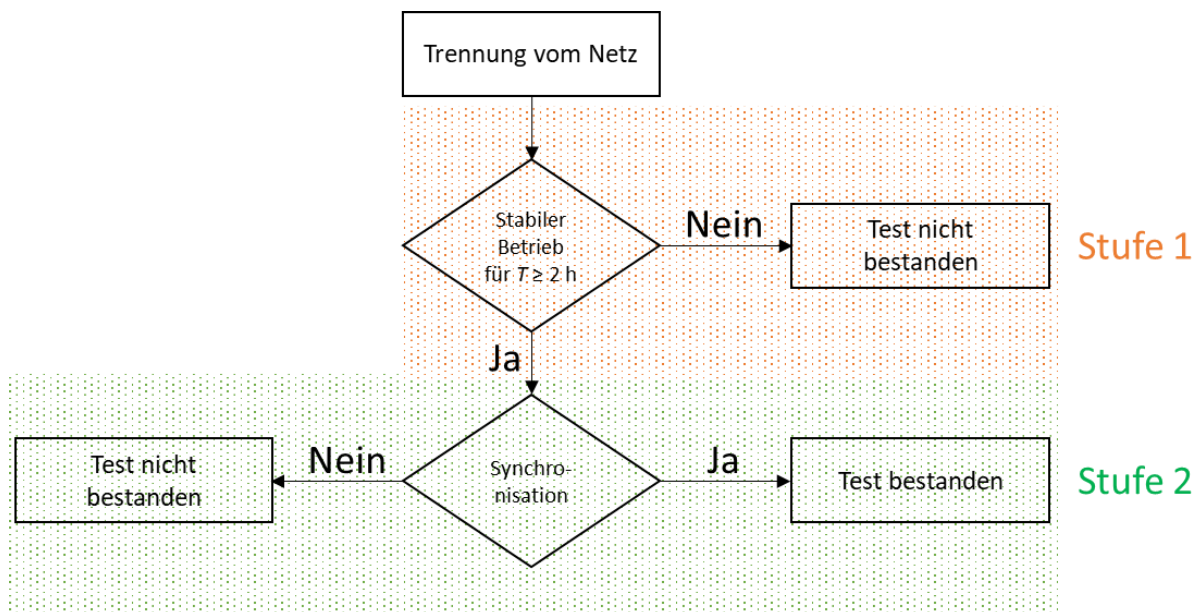 Trennung vom Netz
Stabiler
Betrieb
für T ≥ 2 h
Nein
Test nicht
bestanden
Stufe 1
Ja
Test nicht
bestanden
Nein
Synchro-
nisation
Ja
Test bestanden
Stufe 2